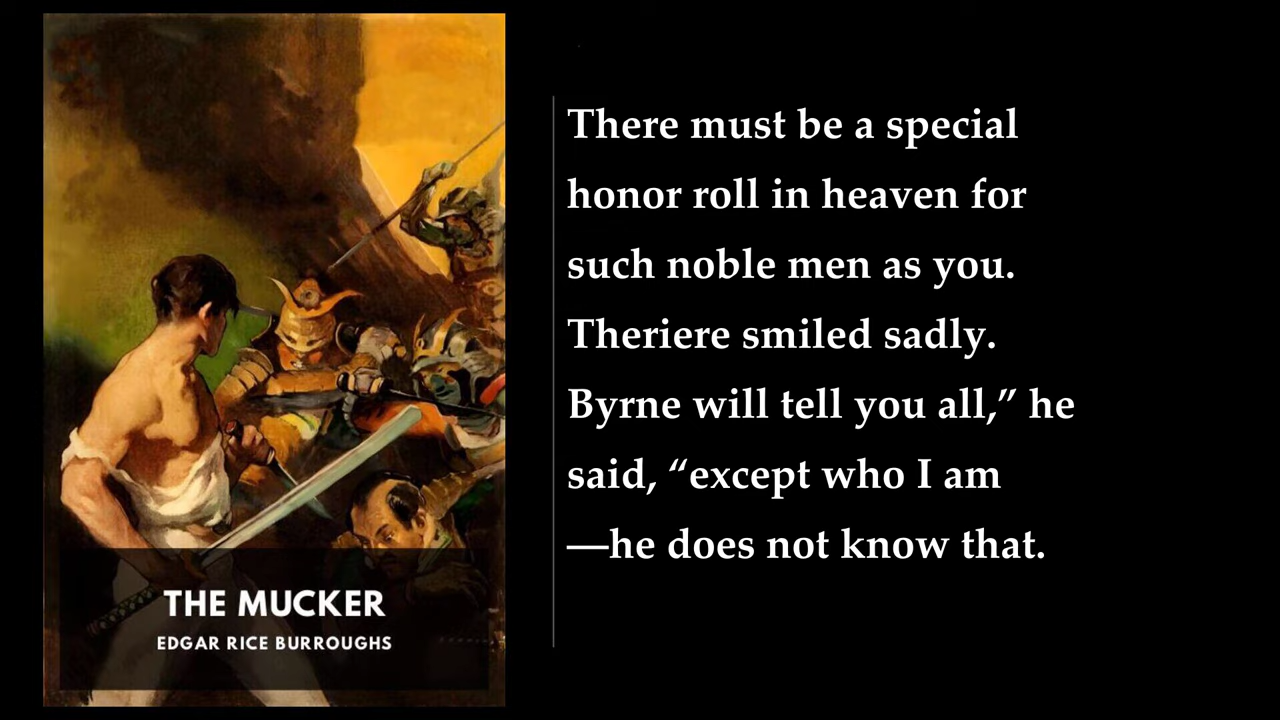 There must be a special
honor roll in heaven for
such noble men as you.
Theriere smiled sadly.
Byrne will tell you all,” he
said, “except who I am
—he does not know that.
THE MUCKER
EDGAR RICE BURROUGHS